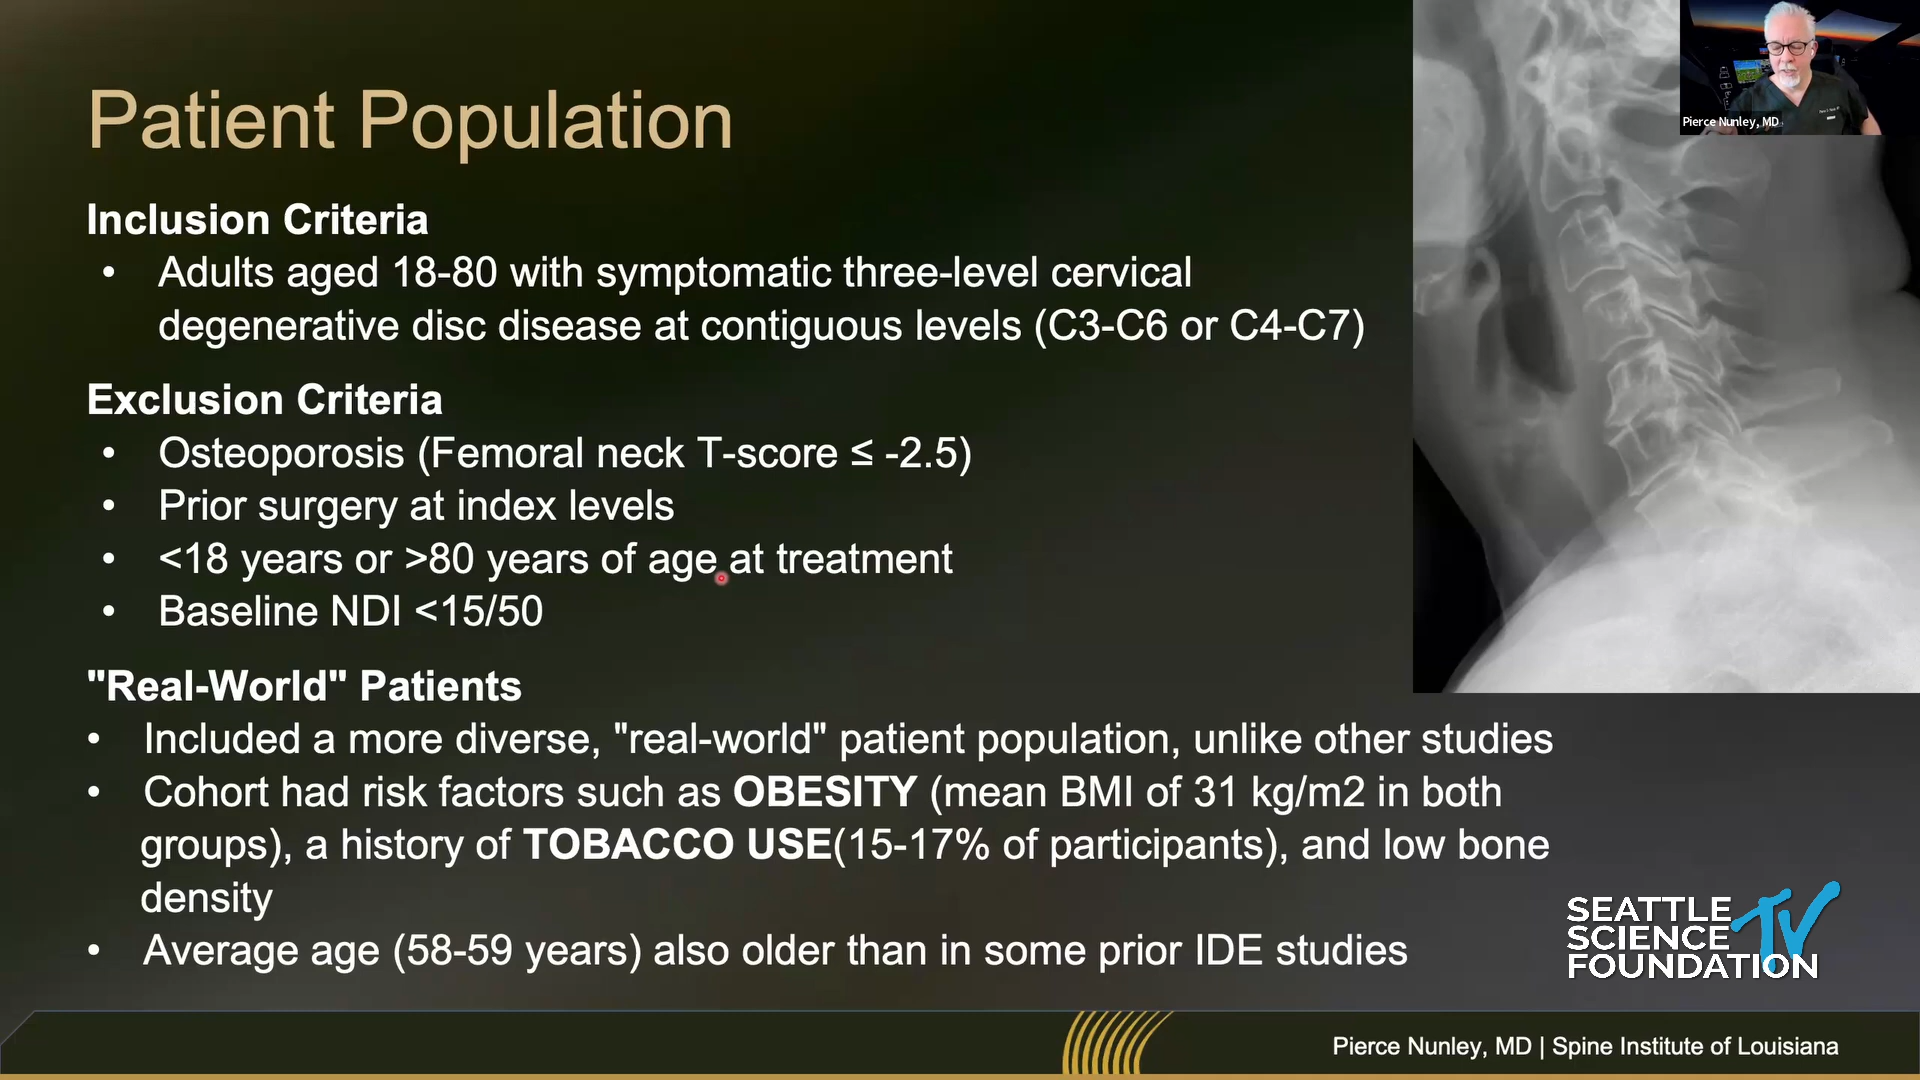 Patient Population
Pierce Nunley, MD
Inclusion Criteria
• Adults aged 18-80 with symptomatic three-level cervical
degenerative disc disease at contiguous levels (C3-C6 or C4-C7)
Exclusion Criteria
• Osteoporosis (Femoral neck T-score ≤ -2.5)
• Prior surgery at index levels
• <18 years or >80 years of age at treatment
• Baseline NDI <15/50
"Real-World" Patients
• Included a more diverse, "real-world" patient population, unlike other studies
• Cohort had risk factors such as OBESITY (mean BMI of 31 kg/m2 in both
groups), a history of TOBACCO USE(15-17% of participants), and low bone
density
• Average age (58-59 years) also older than in some prior IDE studies
SEATTLE
SCIENCE
FOUNDATION
TV
Pierce Nunley, MD | Spine Institute of Louisiana